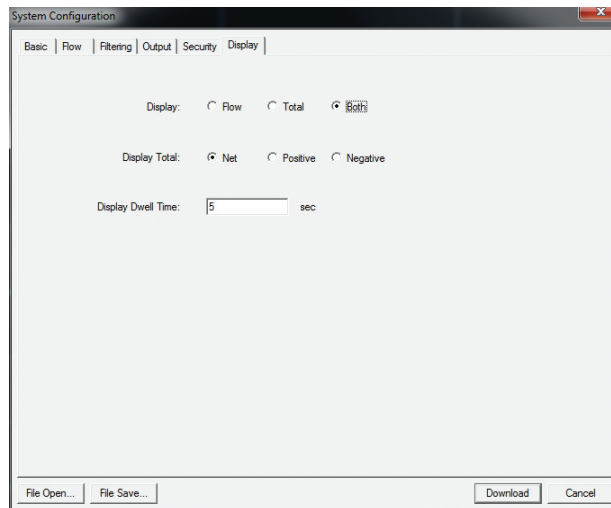 System Configuration
Basic Flow Filtering Output Security Display
Display: Flow Total Both
Display Total: Net Positive Negative
Display Dwell Time: 5 sec
File Open... File Save... Download Cancel